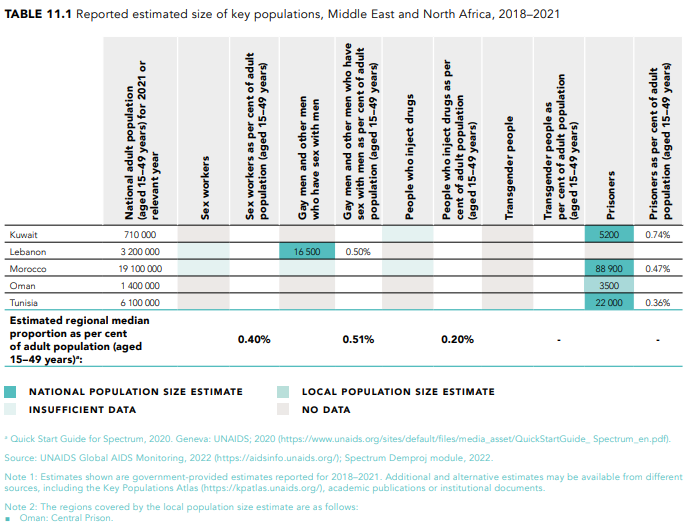 TABLE 11.1 Reported estimated size of key populations, Middle East and North Africa, 2018–2021
National adult population
(aged 15–49 years) for 2021 or
relevant year
Sex workers
Sex workers as per cent of adult
population (aged 15–49 years)
Gay men and other men
who have sex with men
Gay men and other men who have
sex with men as per cent of adult
population (aged 15–49 years)
People who inject drugs
People who inject drugs as per
cent of adult population
(aged 15–49 years)
Transgender people
Transgender people as
per cent of adult population
(aged 15–49 years)
Prisoners
Prisoners as per cent of adult
population (aged 15–49 years)
Kuwait 710 000 5200 0.74%
Lebanon 3 200 000 16 500 0.50%
Morocco 19 100 000 88 900 0.47%
Oman 1 400 000 3500
Tunisia 6 100 000 22 000 0.36%
Estimated regional median
proportion as per cent
of adult population (aged
15–49 years)ᵃ: 0.40% 0.51% 0.20% - -
NATIONAL POPULATION SIZE ESTIMATE LOCAL POPULATION SIZE ESTIMATE
INSUFFICIENT DATA NO DATA
ᵃ Quick Start Guide for Spectrum, 2020. Geneva: UNAIDS; 2020 (https://www.unaids.org/sites/default/files/media_asset/QuickStartGuide_ Spectrum_en.pdf).
Source: UNAIDS Global AIDS Monitoring, 2022 (https://aidsinfo.unaids.org/); Spectrum Demproj module, 2022.
Note 1: Estimates shown are government-provided estimates reported for 2018–2021. Additional and alternative estimates may be available from different
sources, including the Key Populations Atlas (https://kpatlas.unaids.org/), academic publications or institutional documents.
Note 2: The regions covered by the local population size estimate are as follows:
▪ Oman: Central Prison.